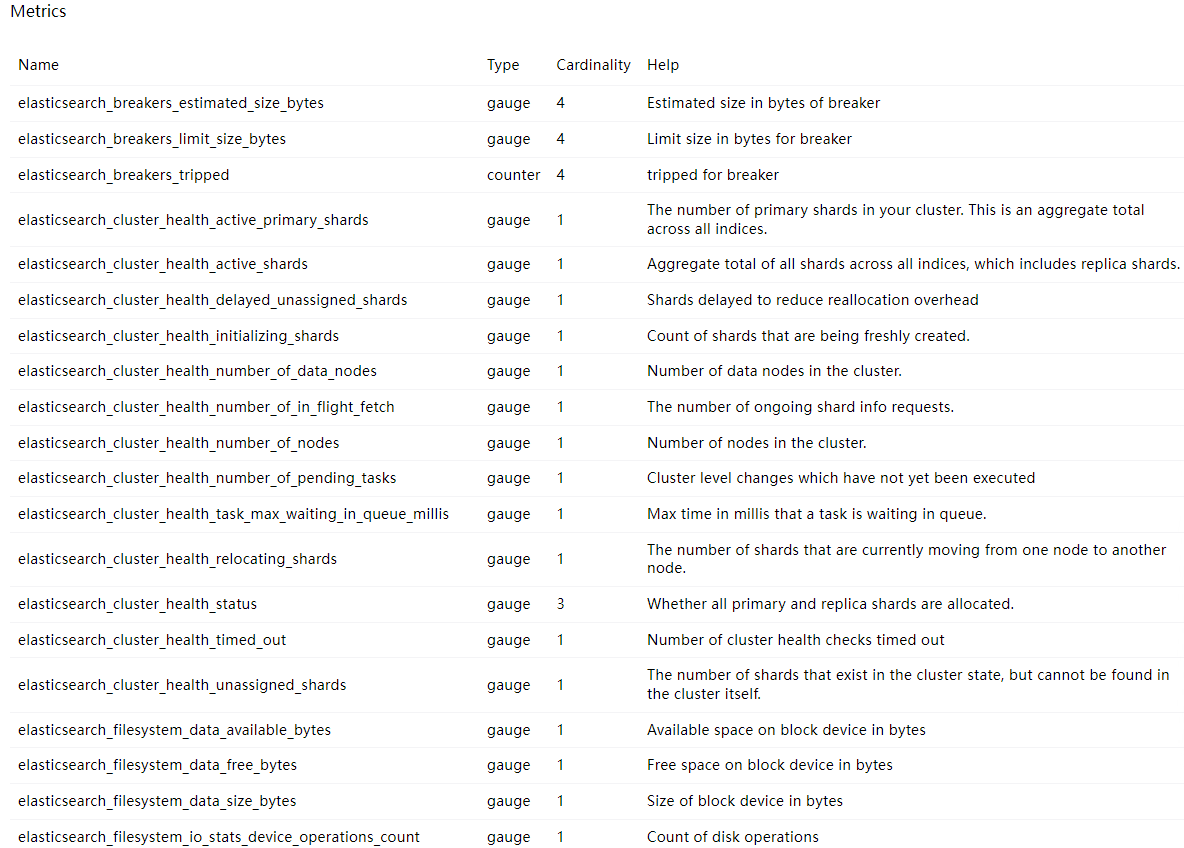 Metrics
Name Type Cardinality Help
elasticsearch_breakers_estimated_size_bytes gauge 4 Estimated size in bytes of breaker
elasticsearch_breakers_limit_size_bytes gauge 4 Limit size in bytes for breaker
elasticsearch_breakers_tripped counter 4 tripped for breaker
elasticsearch_cluster_health_active_primary_shards gauge 1 The number of primary shards in your cluster. This is an aggregate total
across all indices.
elasticsearch_cluster_health_active_shards gauge 1 Aggregate total of all shards across all indices, which includes replica shards.
elasticsearch_cluster_health_delayed_unassigned_shards gauge 1 Shards delayed to reduce reallocation overhead
elasticsearch_cluster_health_initializing_shards gauge 1 Count of shards that are being freshly created.
elasticsearch_cluster_health_number_of_data_nodes gauge 1 Number of data nodes in the cluster.
elasticsearch_cluster_health_number_of_in_flight_fetch gauge 1 The number of ongoing shard info requests.
elasticsearch_cluster_health_number_of_nodes gauge 1 Number of nodes in the cluster.
elasticsearch_cluster_health_number_of_pending_tasks gauge 1 Cluster level changes which have not yet been executed
elasticsearch_cluster_health_task_max_waiting_in_queue_millis gauge 1 Max time in millis that a task is waiting in queue.
elasticsearch_cluster_health_relocating_shards gauge 1 The number of shards that are currently moving from one node to another
node.
elasticsearch_cluster_health_status gauge 3 Whether all primary and replica shards are allocated.
elasticsearch_cluster_health_timed_out gauge 1 Number of cluster health checks timed out
elasticsearch_cluster_health_unassigned_shards gauge 1 The number of shards that exist in the cluster state, but cannot be found in
the cluster itself.
elasticsearch_filesystem_data_available_bytes gauge 1 Available space on block device in bytes
elasticsearch_filesystem_data_free_bytes gauge 1 Free space on block device in bytes
elasticsearch_filesystem_data_size_bytes gauge 1 Size of block device in bytes
elasticsearch_filesystem_io_stats_device_operations_count gauge 1 Count of disk operations